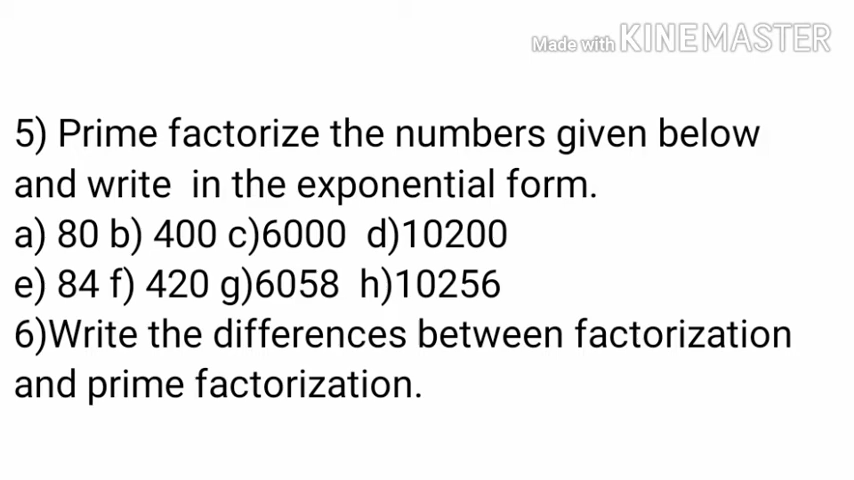 Made with KINEMASTER
5) Prime factorize the numbers given below
and write  in the exponential form.
a) 80 b) 400 c)6000  d)10200
e) 84 f) 420 g)6058  h)10256
6)Write the differences between factorization
and prime factorization.